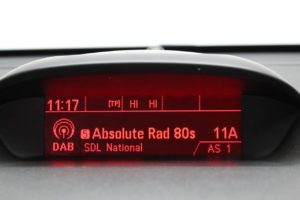 11:17 [TP] HI HI
S Absolute Rad 80s 11A
DAB SDL National AS 1